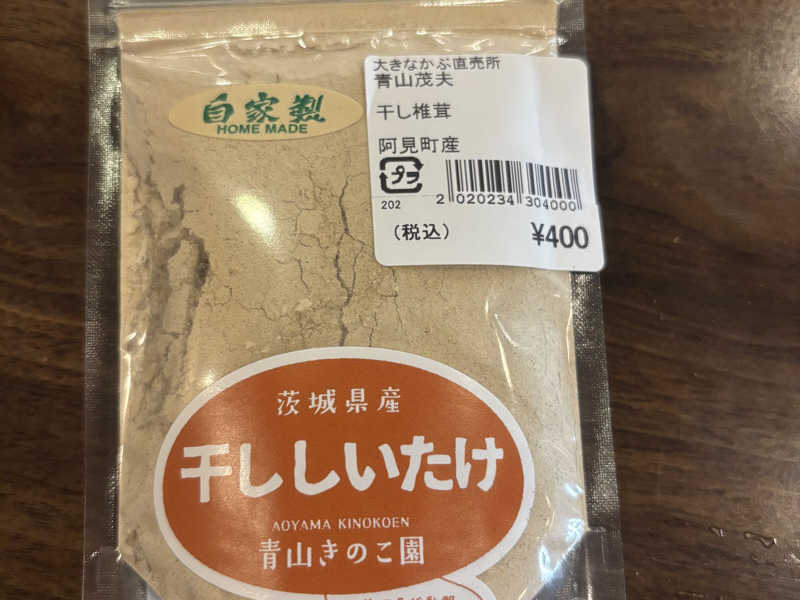 大きなかぶ直売所
青山茂夫
干し椎茸
阿見町産
プラ
2 020234 304000
202
(税込) ¥400
自家製
HOME MADE
茨城県産
干ししいたけ
AOYAMA KINOKOEN
青山きのこ園